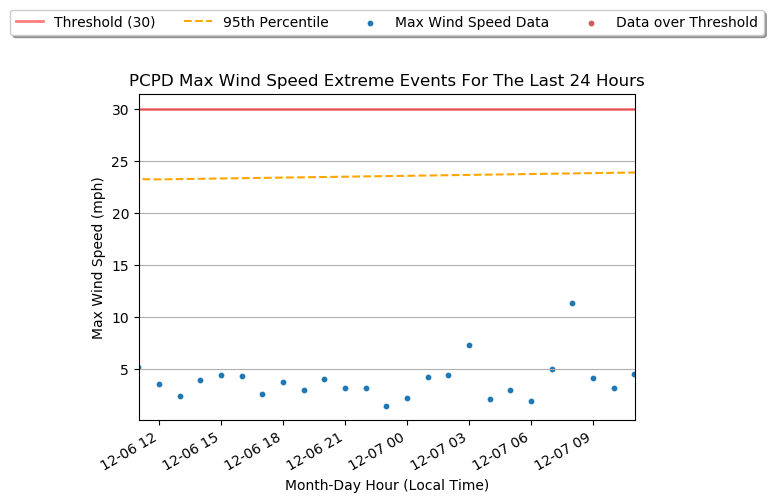 Threshold (30) 95th Percentile Max Wind Speed Data Data over Threshold
PCPD Max Wind Speed Extreme Events For The Last 24 Hours
Max Wind Speed (mph)
30
25
20
15
10
5
12-06 12 12-06 15 12-06 18 12-06 21 12-07 00 12-07 03 12-07 06 12-07 09
Month-Day Hour (Local Time)